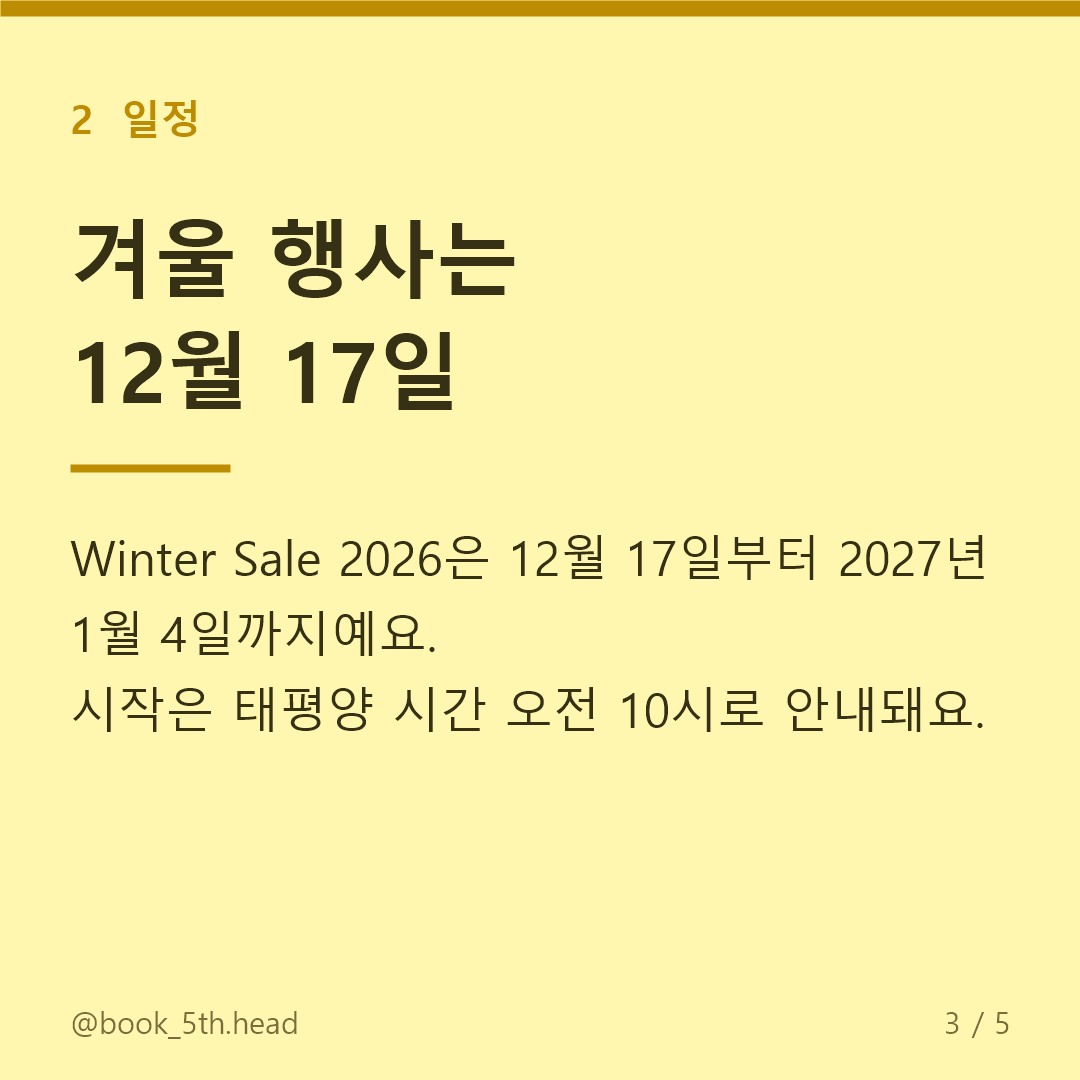 2 일정
겨울 행사는
12월 17일
Winter Sale 2026은 12월 17일부터 2027년
1월 4일까지예요.
시작은 태평양 시간 오전 10시로 안내돼요.
@book_5th.head
3 / 5